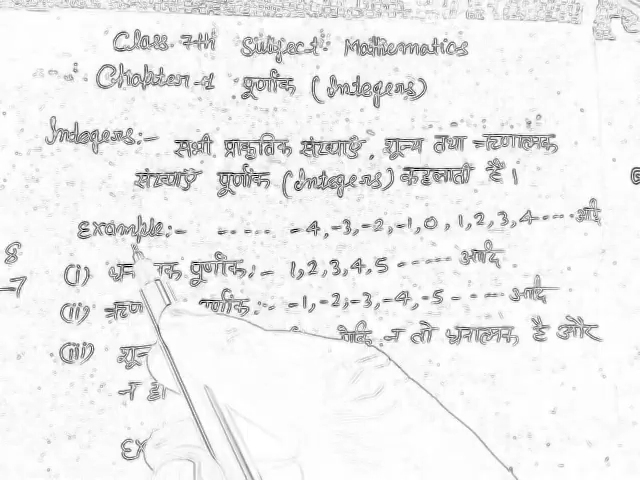 Class 7th Subject: Mathematics
Chapter-1 पूर्णांक (Integers)
Integers:- सभी प्राकृतिक संख्याएँ, शून्य तथा ऋणात्मक
संख्याएँ पूर्णांक (Integers) कहलाती हैं।
Example:- ..... -4,-3,-2,-1,0,1,2,3,4.... आदि
8
(i) पूर्णांक:- 1,2,3,4,5 ..... आदि
-7
(ii) पूर्णांक:- -1,-2,-3,-4,-5 - .... आदि
(iii) न तो धनात्मक है और